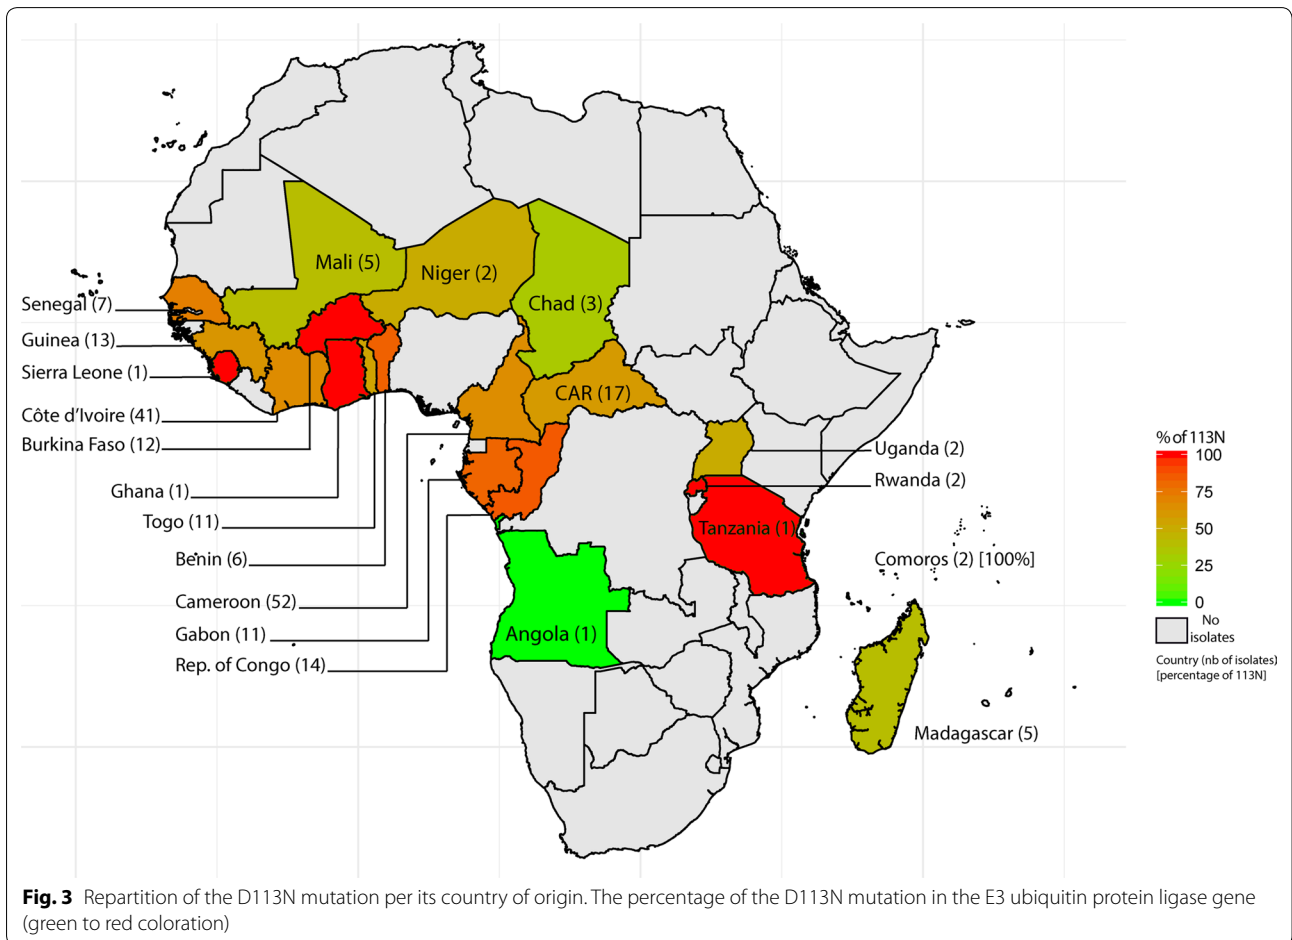 Mali (5)
Niger (2)
Chad (3)
Senegal (7)
Guinea (13)
Sierra Leone (1)
Côte d'Ivoire (41)
Burkina Faso (12)
CAR (17)
Ghana (1)
Togo (11)
Benin (6)
Cameroon (52)
Gabon (11)
Rep. of Congo (14)
Angola (1)
Uganda (2)
Rwanda (2)
Tanzania (1)
Comoros (2) [100%]
Madagascar (5)
% of 113N
100
75
50
25
0
No
isolates
Country (nb of isolates)
[percentage of 113N]
Fig. 3 Repartition of the D113N mutation per its country of origin. The percentage of the D113N mutation in the E3 ubiquitin protein ligase gene
(green to red coloration)